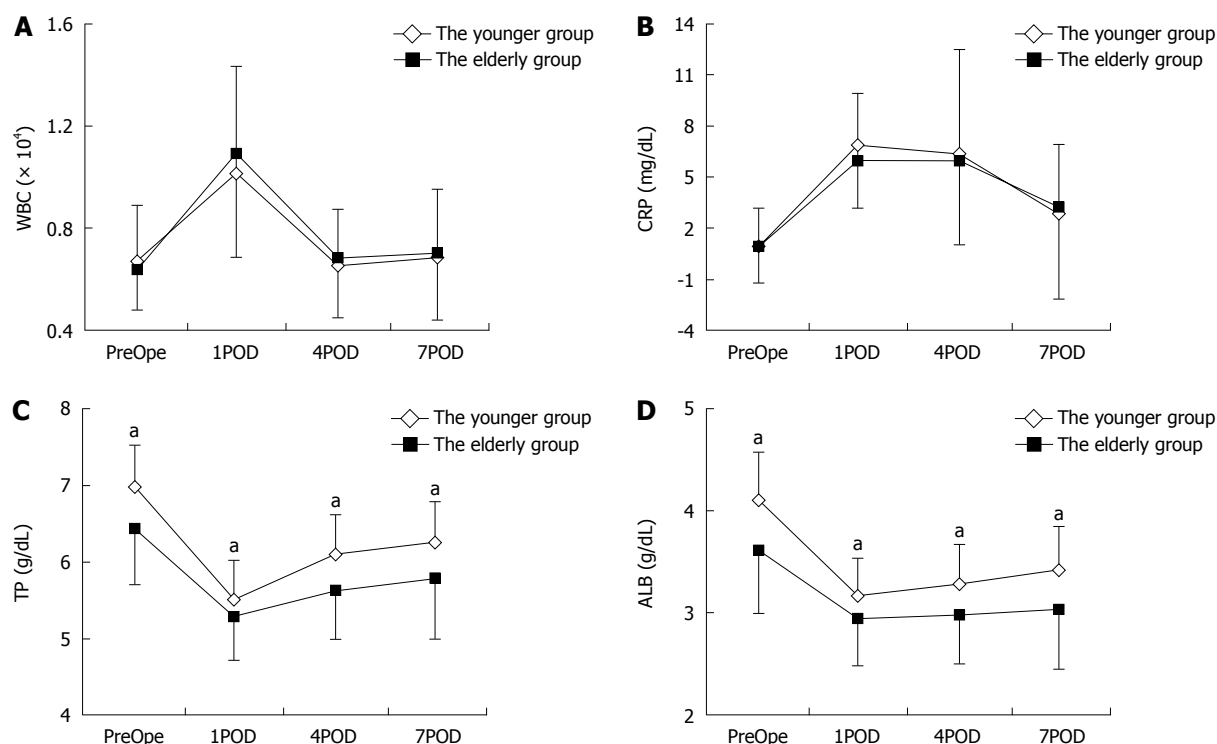 A
1.6
1.2
0.8
0.4
WBC (× 10⁴)
The younger group
The elderly group
PreOpe 1POD 4POD 7POD
B
14
11
8
5
2
-1
-4
CRP (mg/dL)
The younger group
The elderly group
PreOpe 1POD 4POD 7POD
C
8
7
6
5
4
TP (g/dL)
The younger group
The elderly group
a a a a
PreOpe 1POD 4POD 7POD
D
5
4
3
2
ALB (g/dL)
The younger group
The elderly group
a a a a
PreOpe 1POD 4POD 7POD